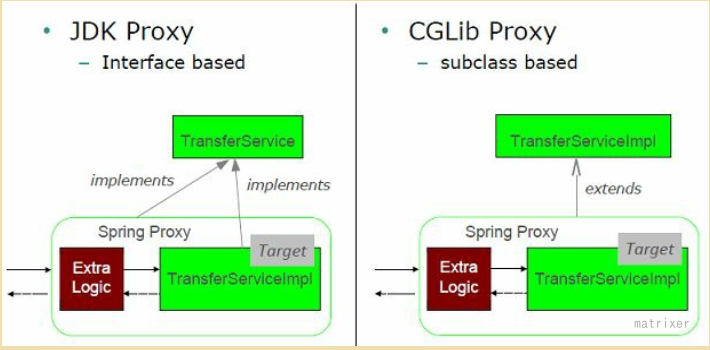 • JDK Proxy
– Interface based
TransferService
implements
implements
Spring Proxy
Target
Extra
Logic
TransferServiceImpl
• CGLib Proxy
– subclass based
TransferServiceImpl
extends
Spring Proxy
Target
Extra
Logic
TransferServiceImpl
matrixer